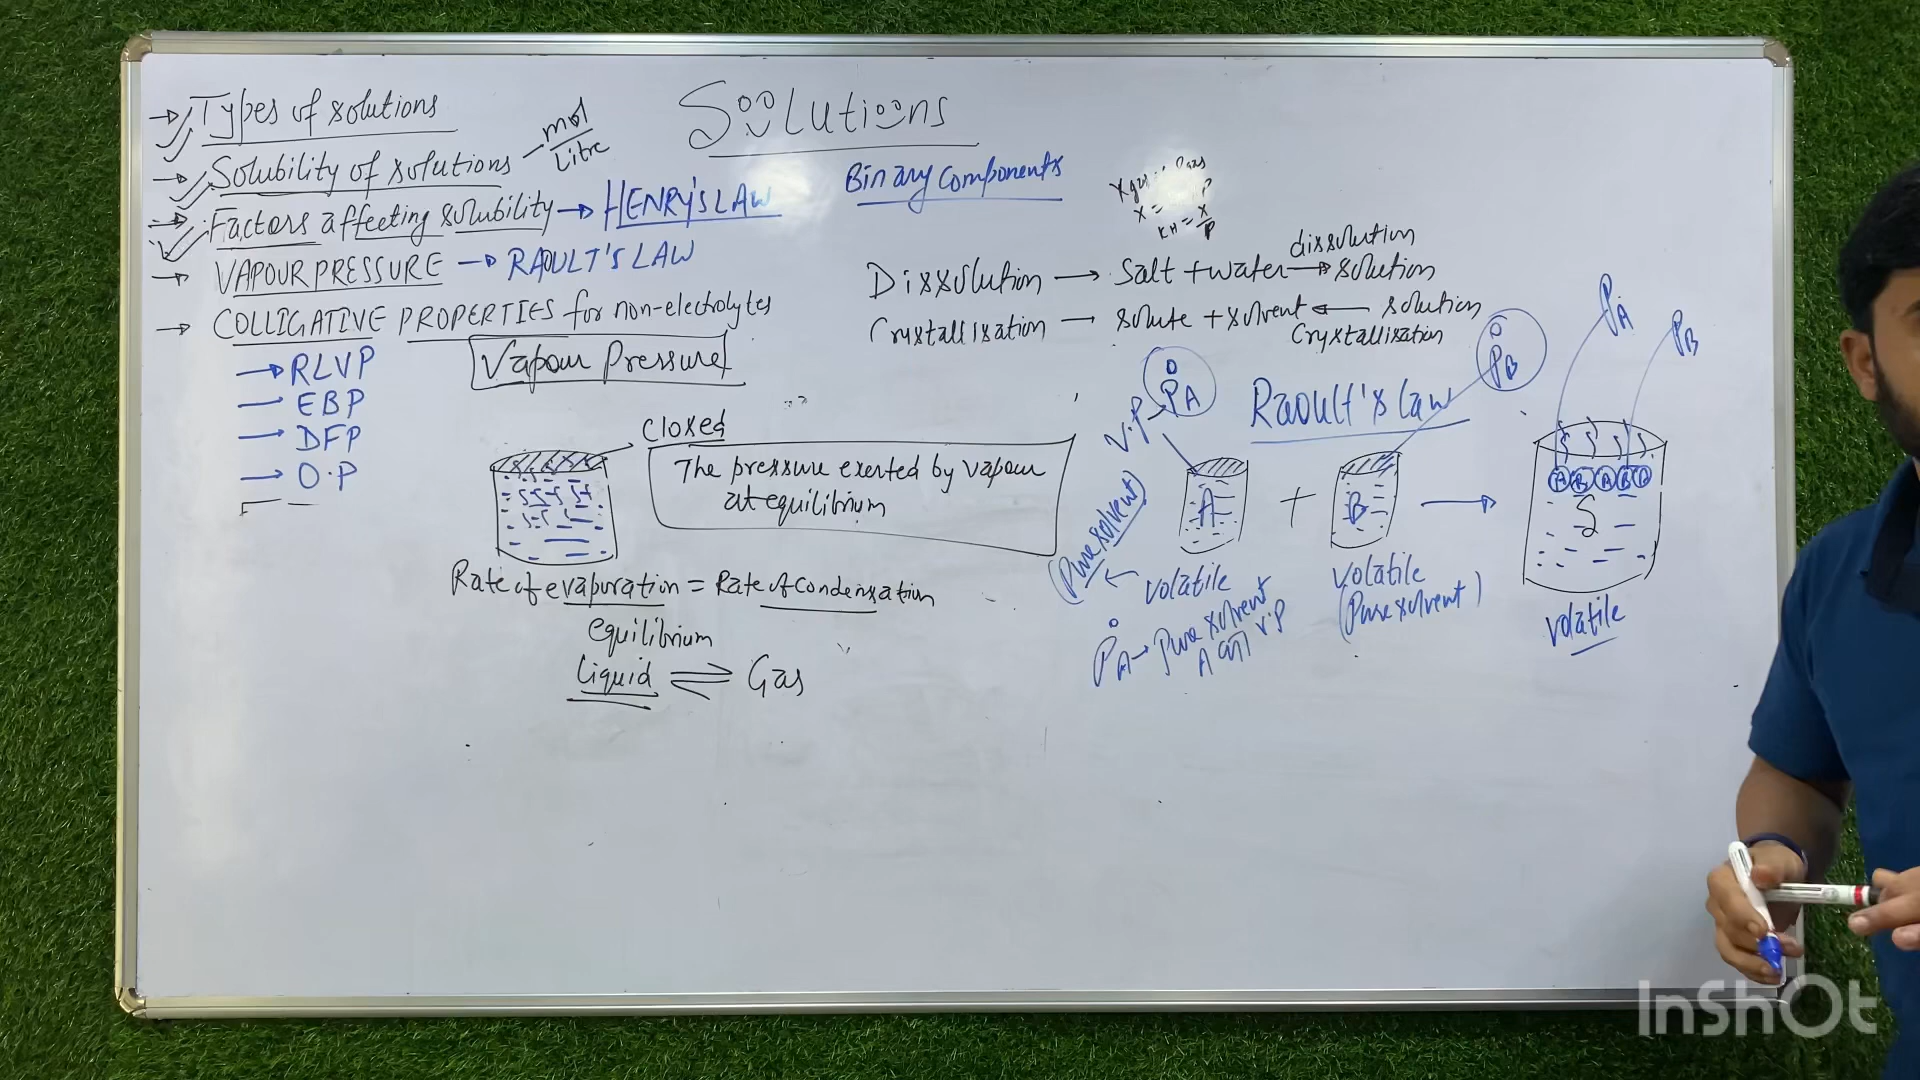 Solutions
→ Types of solutions
→ Solubility of solutions — mol/Litre
→ Factors affecting solubility → HENRY'S LAW
→ VAPOUR PRESSURE → RAOULT'S LAW
→ COLLIGATIVE PROPERTIES for non-electrolytes
→ RLVP
→ EBP
→ DFP
→ O.P
Binary Components
X =
KH = X/P
Dissolution → Salt + water → solution
dissolution
Crystallisation → solute + solvent ← solution
Crystallisation
Vapour Pressure
Closed
The pressure exerted by vapour
at equilibrium
Rate of evaporation = Rate of condensation
equilibrium
Liquid ⇌ Gas
Raoult's law
V.P → P°A
P°B
PA
PB
A + B → S
A B A B
(Pure solvent) ← volatile
volatile
(Pure solvent)
volatile
P°A → Pure solvent
A V.P
InShOt